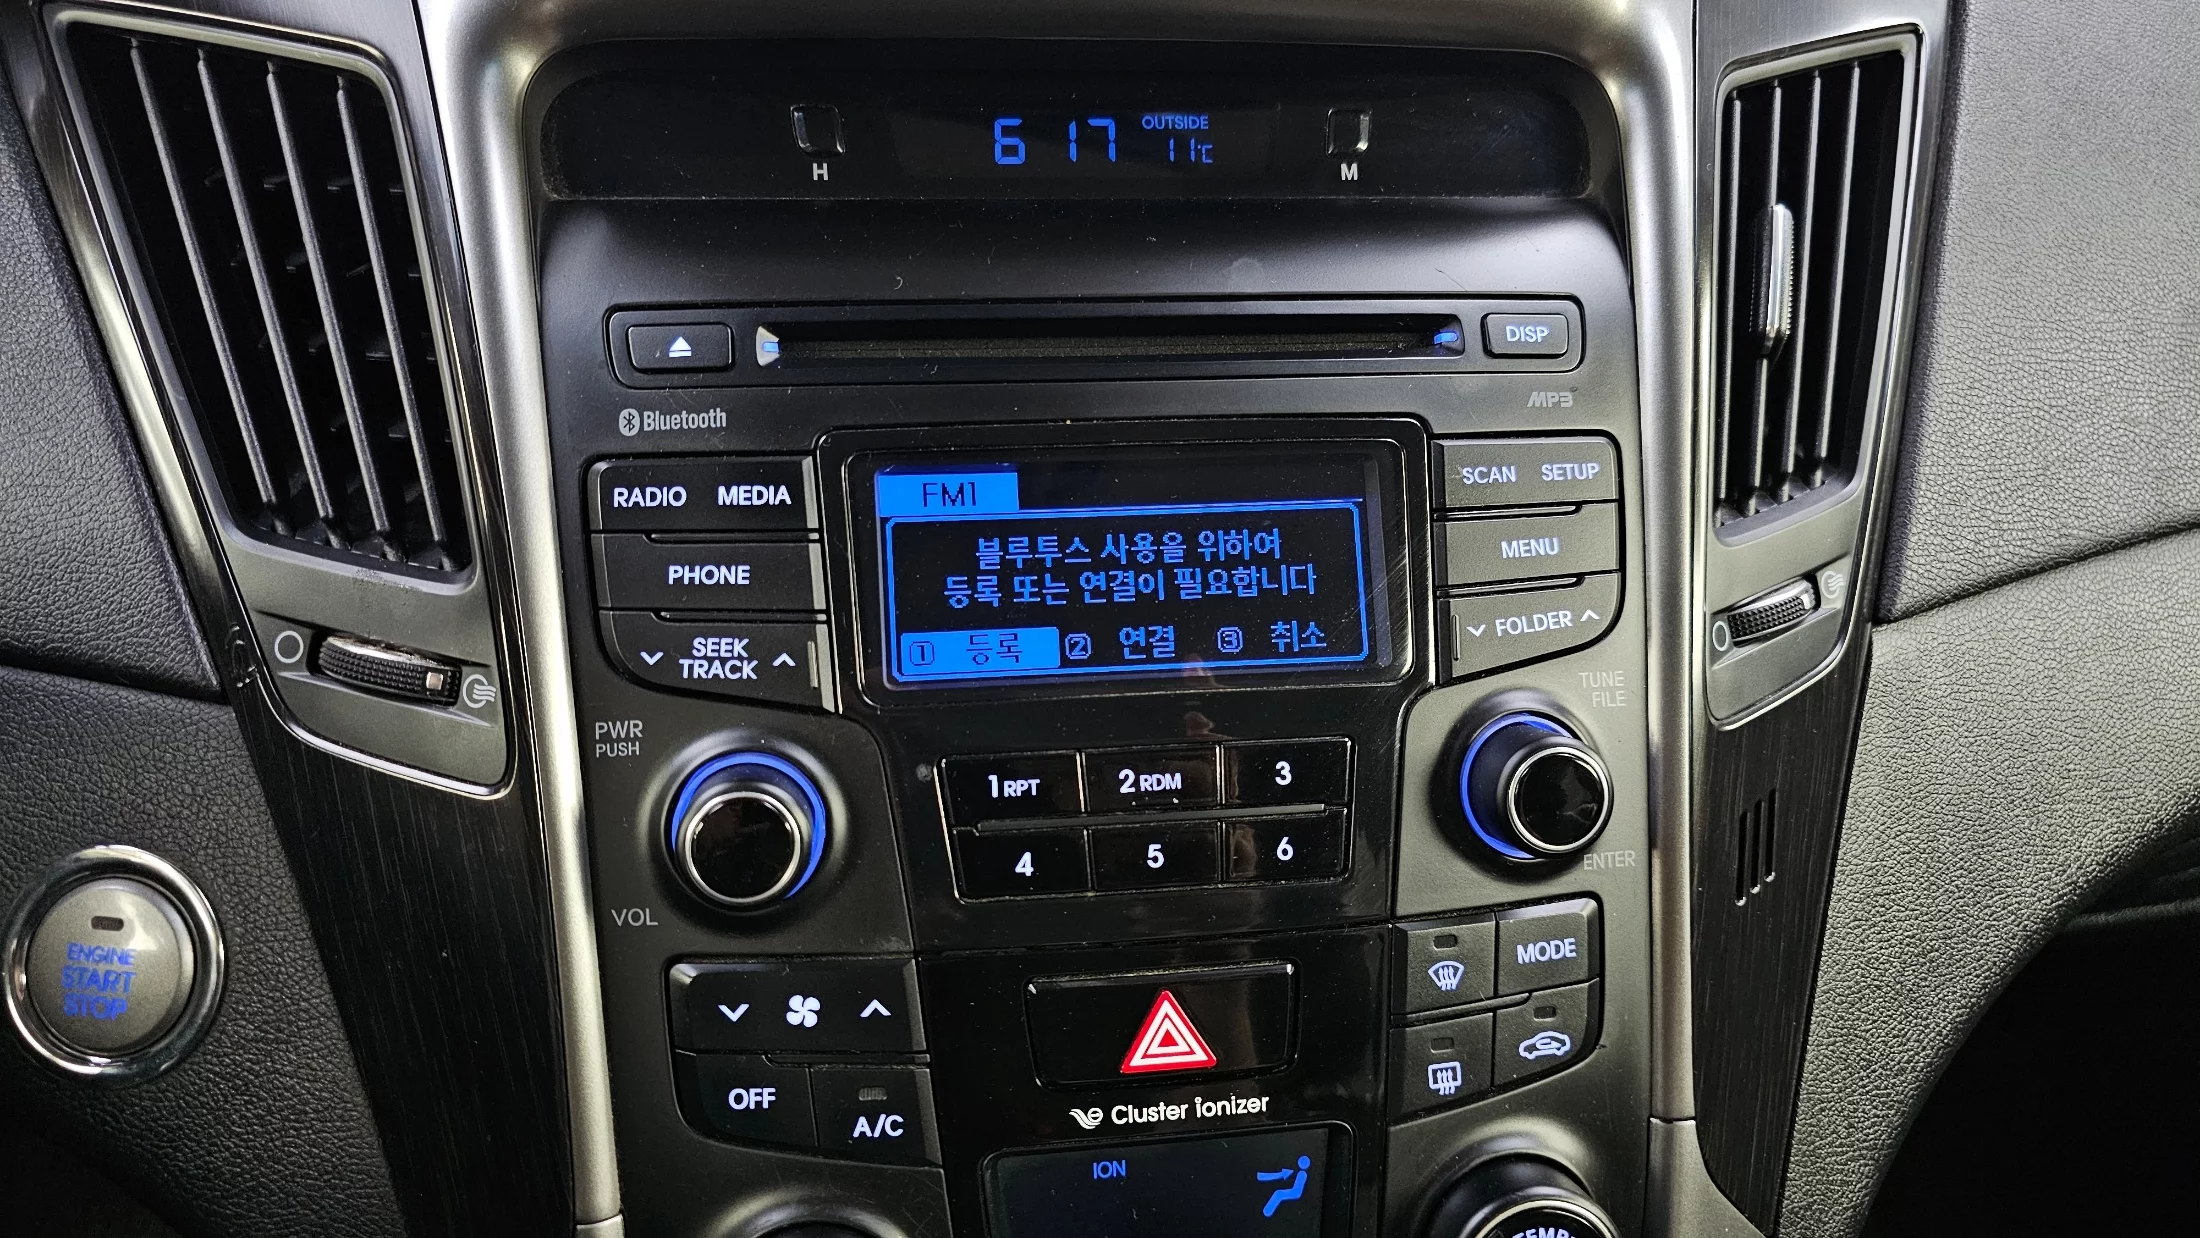 6 17 OUTSIDE 11℃
H M
DISP
Bluetooth MP3
RADIO MEDIA
SCAN SETUP
FM1
블루투스 사용을 위하여
등록 또는 연결이 필요합니다
① 등록 ② 연결 ③ 취소
PHONE
MENU
SEEK
TRACK
FOLDER
PWR
PUSH
TUNE
FILE
1 RPT 2 RDM 3
4 5 6
VOL
ENTER
ENGINE
START
STOP
MODE
OFF
A/C
Cluster ionizer
ION
TEMP